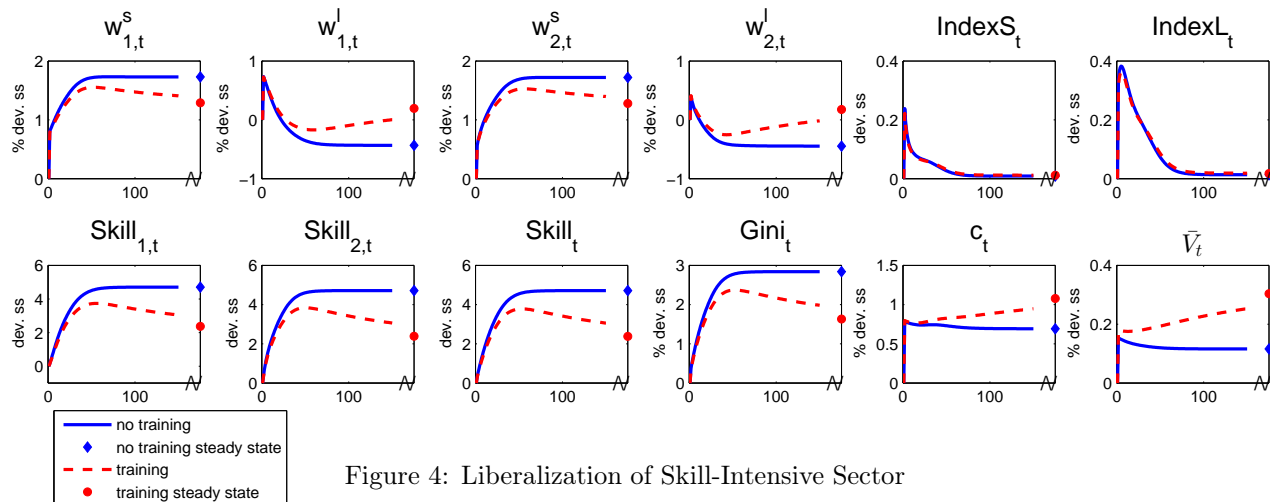 w^s_{1,t} w^l_{1,t} w^s_{2,t} w^l_{2,t} IndexS_t IndexL_t
2 1 2 1 0.4 0.4
% dev. ss % dev. ss % dev. ss % dev. ss dev. ss dev. ss
1 0 1 0 0.2 0.2
0 −1 0 −1 0 0
0 100 0 100 0 100 0 100 0 100 0 100
Skill_{1,t} Skill_{2,t} Skill_t Gini_t c_t V̄_t
6 6 6 3 1.5 0.4
dev. ss dev. ss dev. ss % dev. ss % dev. ss % dev. ss
4 4 4 2 1 0.2
2 2 2 1 0.5
0 0 0 0 0 0
0 100 0 100 0 100 0 100 0 100 0 100
no training
no training steady state
training
training steady state
Figure 4: Liberalization of Skill-Intensive Sector